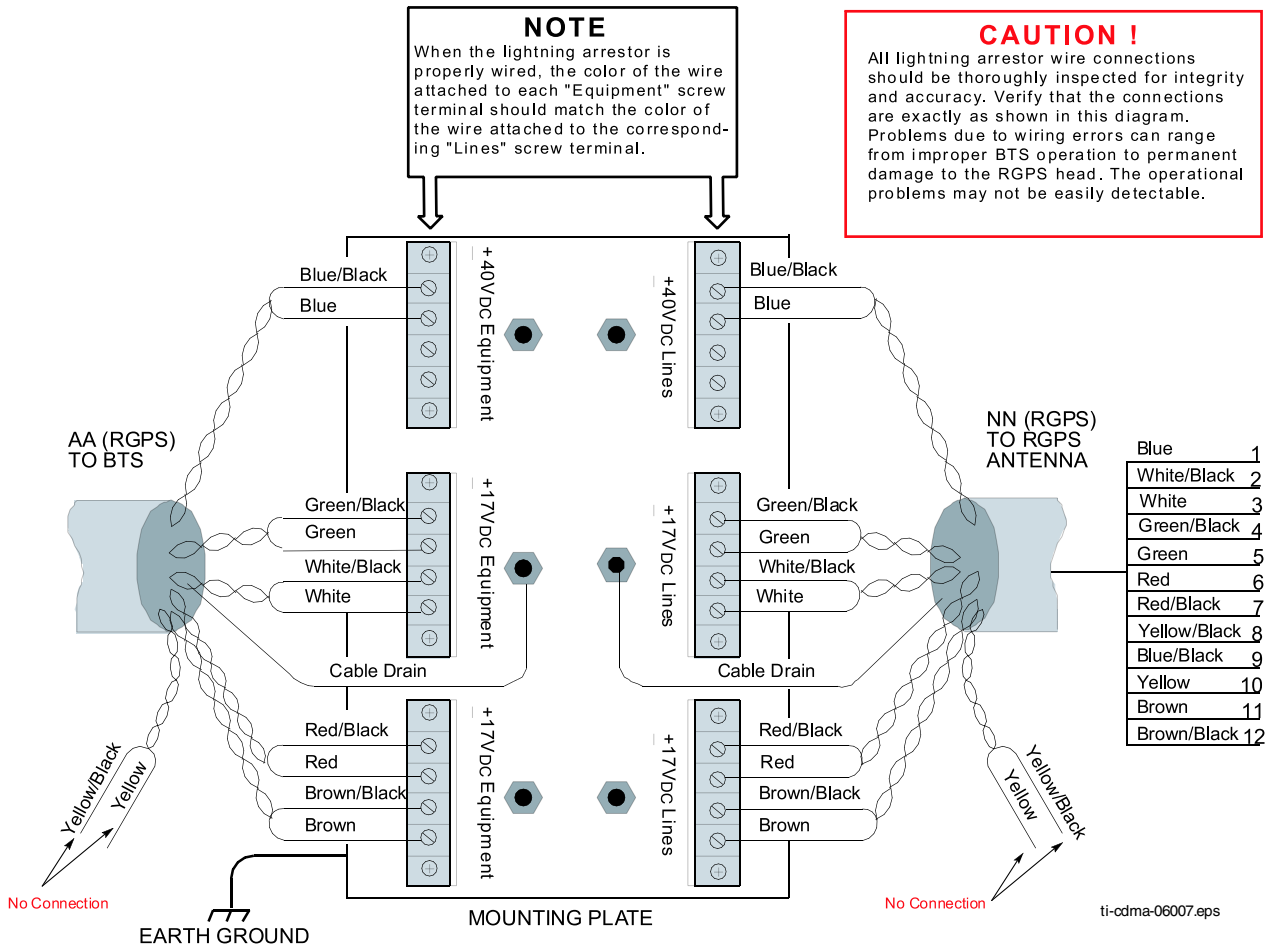 NOTE
When the lightning arrestor is
properly wired, the color of the wire
attached to each "Equipment" screw
terminal should match the color of
the wire attached to the correspond-
ing "Lines" screw terminal.
CAUTION !
All lightning arrestor wire connections
should be thoroughly inspected for integrity
and accuracy. Verify that the connections
are exactly as shown in this diagram.
Problems due to wiring errors can range
from improper BTS operation to permanent
damage to the RGPS head. The operational
problems may not be easily detectable.
Blue/Black
Blue
±40VDC Equipment
±40VDC Lines
Blue/Black
Blue
AA (RGPS)
TO BTS
NN (RGPS)
TO RGPS
ANTENNA
Green/Black
Green
White/Black
White
±17VDC Equipment
±17VDC Lines
Green/Black
Green
White/Black
White
Cable Drain
Cable Drain
Red/Black
Red
Brown/Black
Brown
±17VDC Equipment
±17VDC Lines
Red/Black
Red
Brown/Black
Brown
Yellow/Black
Yellow
No Connection
Yellow/Black
Yellow
No Connection
Blue 1
White/Black 2
White 3
Green/Black 4
Green 5
Red 6
Red/Black 7
Yellow/Black 8
Blue/Black 9
Yellow 10
Brown 11
Brown/Black 12
EARTH GROUND
MOUNTING PLATE
ti-cdma-06007.eps